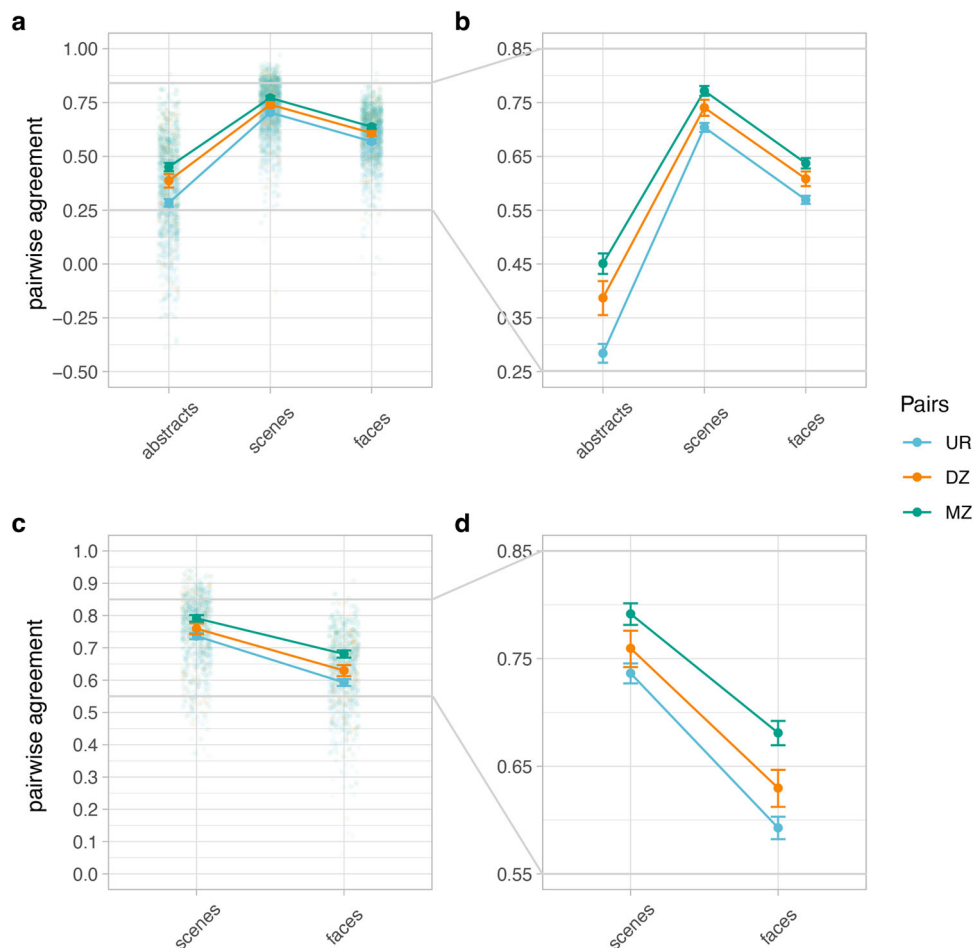 a
pairwise agreement
1.00
0.75
0.50
0.25
0.00
−0.25
−0.50
abstracts
scenes
faces
b
0.85
0.75
0.65
0.55
0.45
0.35
0.25
abstracts
scenes
faces
Pairs
UR
DZ
MZ
c
pairwise agreement
1.0
0.9
0.8
0.7
0.6
0.5
0.4
0.3
0.2
0.1
0.0
scenes
faces
d
0.85
0.75
0.65
0.55
scenes
faces